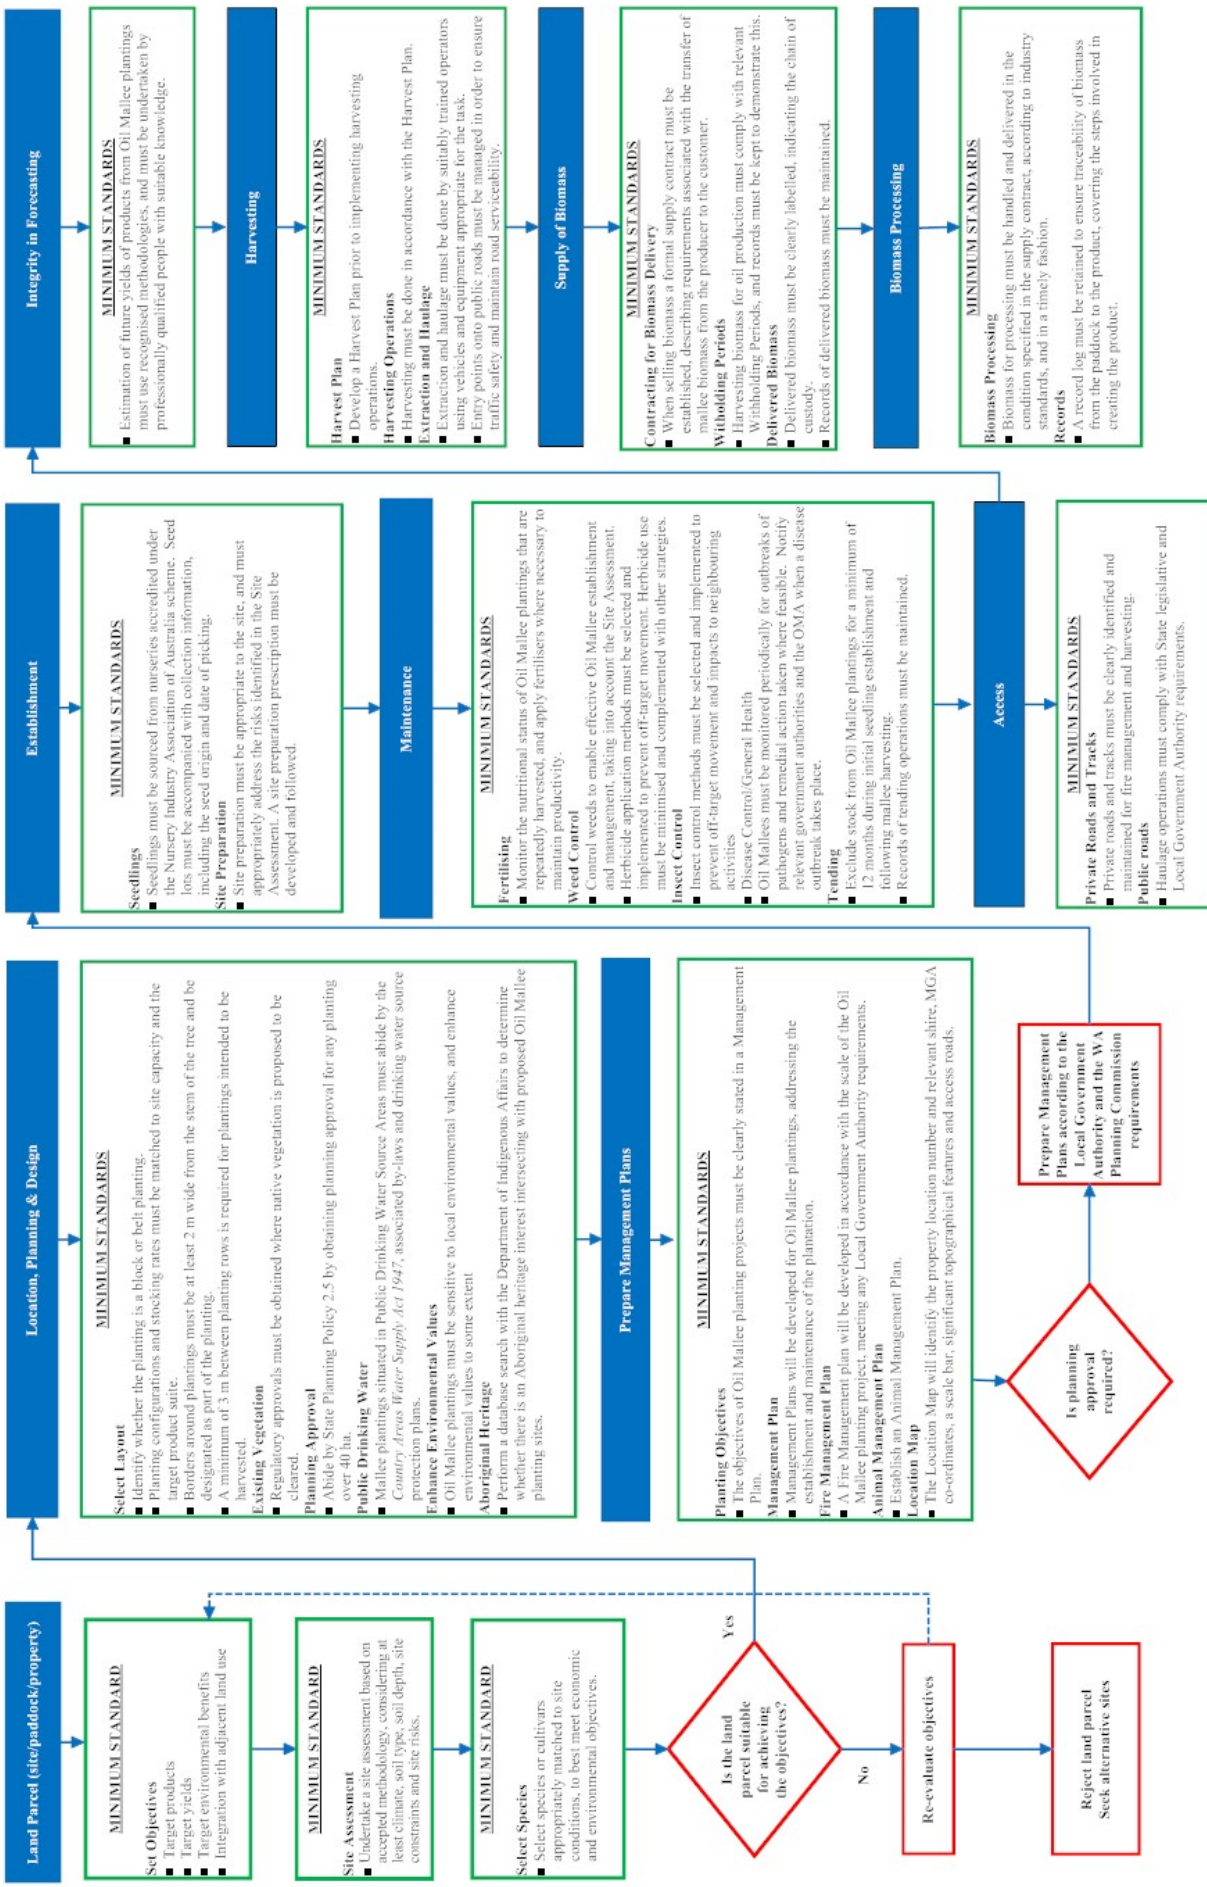 Land Parcel (site/paddock/property)
MINIMUM STANDARD
Set Objectives
■ Target products
■ Target yields
■ Target environmental benefits
■ Integration with adjacent land use
MINIMUM STANDARD
Site Assessment
■ Undertake a site assessment based on
accepted methodology, considering at
least climate, soil type, soil depth, site
constraints and site risks.
MINIMUM STANDARD
Select Species
■ Select species or cultivars
appropriately matched to site
conditions, to best meet economic
and environmental objectives.
Is the land
parcel suitable
for achieving
the objectives?
Yes
No
Re-evaluate objectives
Reject land parcel
Seek alternative sites
Location, Planning & Design
MINIMUM STANDARDS
Select Layout
■ Identify whether the planting is a block or belt planting.
■ Planting configurations and stocking rates must be matched to site capacity and the
target product suite.
■ Borders around plantings must be at least 2 m wide from the stem of the tree and be
designated as part of the planting.
■ A minimum of 3 m between planting rows is required for plantings intended to be
harvested.
Existing Vegetation
■ Regulatory approvals must be obtained where native vegetation is proposed to be
cleared.
Planning Approval
■ Abide by State Planning Policy 2.5 by obtaining planning approval for any planting
over 40 ha.
Public Drinking Water
■ Mallee plantings situated in Public Drinking Water Source Areas must abide by the
Country Areas Water Supply Act 1947, associated by-laws and drinking water source
protection plans.
Enhance Environmental Values
■ Oil Mallee plantings must be sensitive to local environmental values, and enhance
environmental values to some extent
Aboriginal Heritage
■ Perform a database search with the Department of Indigenous Affairs to determine
whether there is an Aboriginal heritage interest intersecting with proposed Oil Mallee
planting sites.
Prepare Management Plans
MINIMUM STANDARDS
Planting Objectives
■ The objectives of Oil Mallee planting projects must be clearly stated in a Management
Plan.
Management Plan
■ Management Plans will be developed for Oil Mallee plantings, addressing the
establishment and maintenance of the plantation.
Fire Management Plan
■ A Fire Management plan will be developed in accordance with the scale of the Oil
Mallee planting project, meeting any Local Government Authority requirements.
Animal Management Plan
■ Establish an Animal Management Plan.
Location Map
■ The Location Map will identify the property location number and relevant shire, MGA
co-ordinates, a scale bar, significant topographical features and access roads.
Is planning
approval
required?
Prepare Management
Plans according to the
Local Government
Authority and the WA
Planning Commission
requirements
Establishment
MINIMUM STANDARDS
Seedlings
■ Seedlings must be sourced from nurseries accredited under
the Nursery Industry Association of Australia scheme. Seed
lots must be accompanied with collection information,
including the seed origin and date of picking.
Site Preparation
■ Site preparation must be appropriate to the site, and must
appropriately address the risks identified in the Site
Assessment. A site preparation prescription must be
developed and followed.
Maintenance
MINIMUM STANDARDS
Fertilising
■ Monitor the nutritional status of Oil Mallee plantings that are
repeatedly harvested, and apply fertilisers where necessary to
maintain productivity.
Weed Control
■ Control weeds to enable effective Oil Mallee establishment
and management, taking into account the Site Assessment.
■ Herbicide application methods must be selected and
implemented to prevent off-target movement. Herbicide use
must be minimised and complemented with other strategies.
Insect Control
■ Insect control methods must be selected and implemented to
prevent off-target movement and impacts to neighbouring
activities
■ Disease Control/General Health
■ Oil Mallees must be monitored periodically for outbreaks of
pathogens and remedial action taken where feasible. Notify
relevant government authorities and the OMA when a disease
outbreak takes place.
Tending
■ Exclude stock from Oil Mallee plantings for a minimum of
12 months during initial seedling establishment and
following mallee harvesting.
■ Records of tending operations must be maintained.
Access
MINIMUM STANDARDS
Private Roads and Tracks
■ Private roads and tracks must be clearly identified and
maintained for fire management and harvesting.
Public roads
■ Haulage operations must comply with State legislative and
Local Government Authority requirements.
Integrity in Forecasting
MINIMUM STANDARDS
■ Estimation of future yields of products from Oil Mallee plantings
must use recognised methodologies, and must be undertaken by
professionally qualified people with suitable knowledge.
Harvesting
MINIMUM STANDARDS
Harvest Plan
■ Develop a Harvest Plan prior to implementing harvesting
operations.
Harvesting Operations
■ Harvesting must be done in accordance with the Harvest Plan.
Extraction and Haulage
■ Extraction and haulage must be done by suitably trained operators
using vehicles and equipment appropriate for the task.
■ Entry points onto public roads must be managed in order to ensure
traffic safety and maintain road serviceability.
Supply of Biomass
MINIMUM STANDARDS
Contracting for Biomass Delivery
■ When selling biomass a formal supply contract must be
established, describing requirements associated with the transfer of
mallee biomass from the producer to the customer.
Witholding Periods
■ Harvesting biomass for oil production must comply with relevant
Withholding Periods, and records must be kept to demonstrate this.
Delivered Biomass
■ Delivered biomass must be clearly labelled, indicating the chain of
custody.
■ Records of delivered biomass must be maintained.
Biomass Processing
MINIMUM STANDARDS
Biomass Processing
■ Biomass for processing must be handled and delivered in the
condition specified in the supply contract, according to industry
standards, and in a timely fashion.
Records
■ A record log must be retained to ensure traceability of biomass
from the paddock to the product, covering the steps involved in
creating the product.